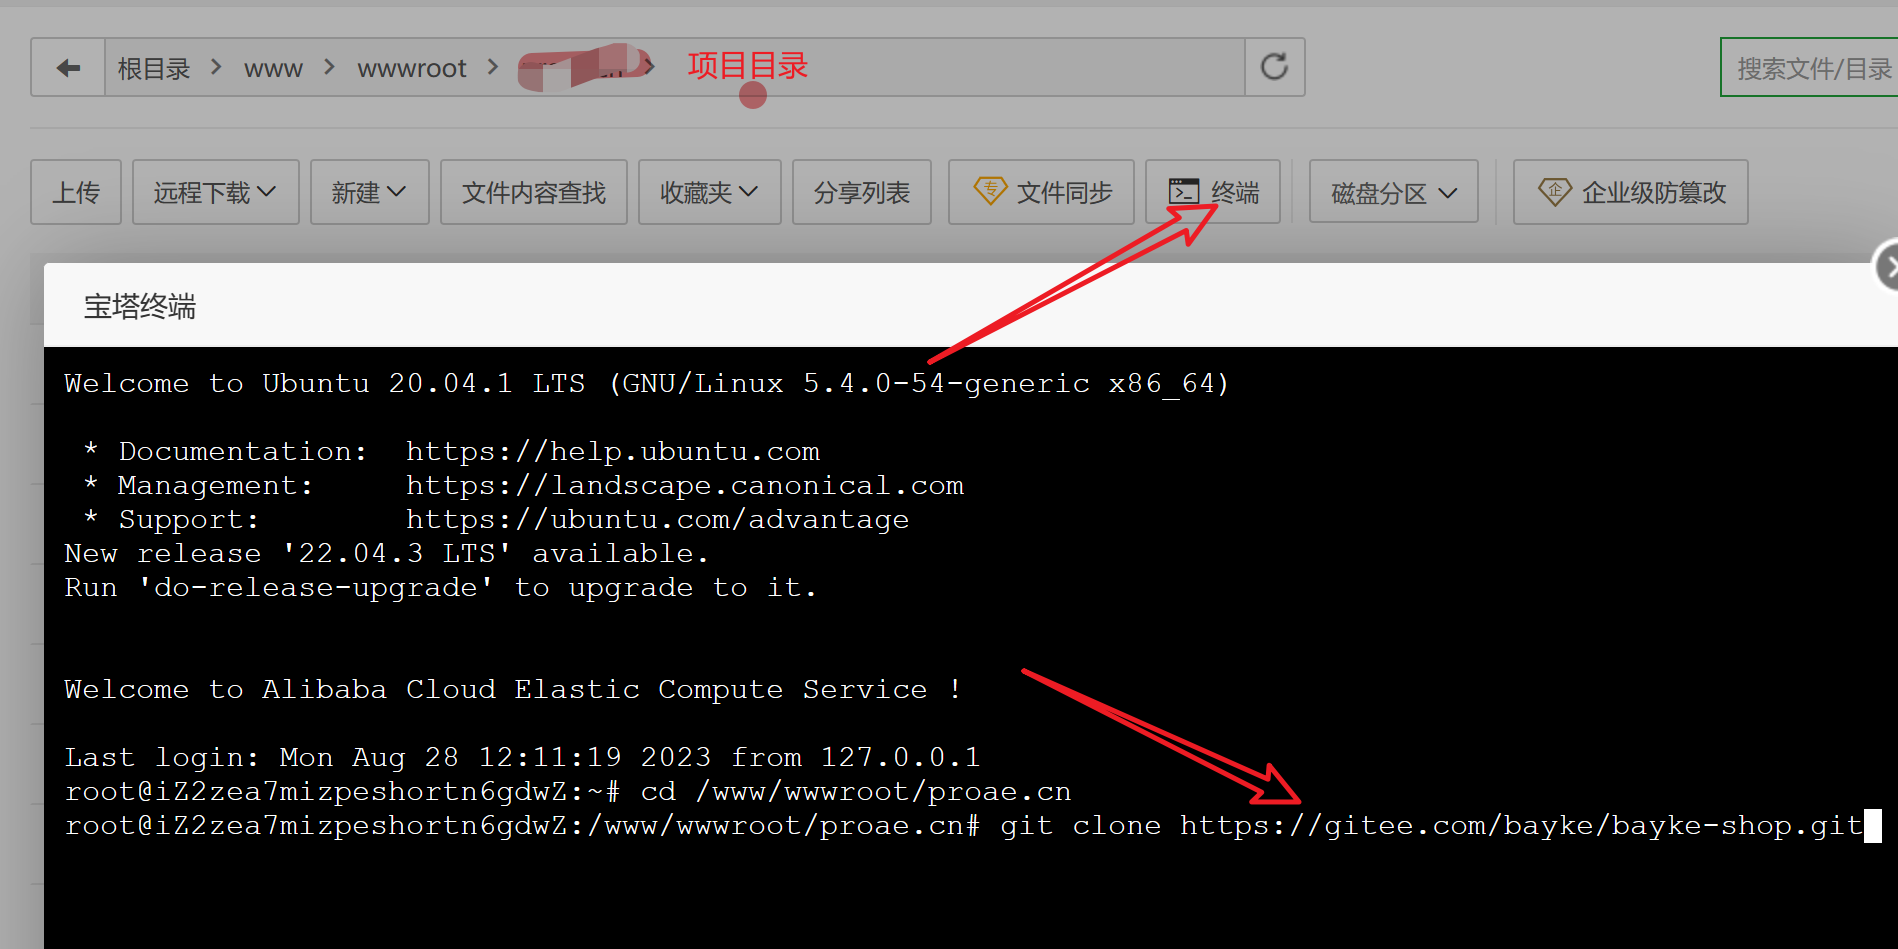 根目录 > www > wwwroot > > 项目目录
搜索文件/目录
上传 远程下载 新建 文件内容查找 收藏夹 分享列表 专 文件同步 终端 磁盘分区 企 企业级防篡改
宝塔终端
Welcome to Ubuntu 20.04.1 LTS (GNU/Linux 5.4.0-54-generic x86_64)
* Documentation: https://help.ubuntu.com
* Management: https://landscape.canonical.com
* Support: https://ubuntu.com/advantage
New release '22.04.3 LTS' available.
Run 'do-release-upgrade' to upgrade to it.
Welcome to Alibaba Cloud Elastic Compute Service !
Last login: Mon Aug 28 12:11:19 2023 from 127.0.0.1
root@iZ2zea7mizpeshortn6gdwZ:~# cd /www/wwwroot/proae.cn
root@iZ2zea7mizpeshortn6gdwZ:/www/wwwroot/proae.cn# git clone https://gitee.com/bayke/bayke-shop.git